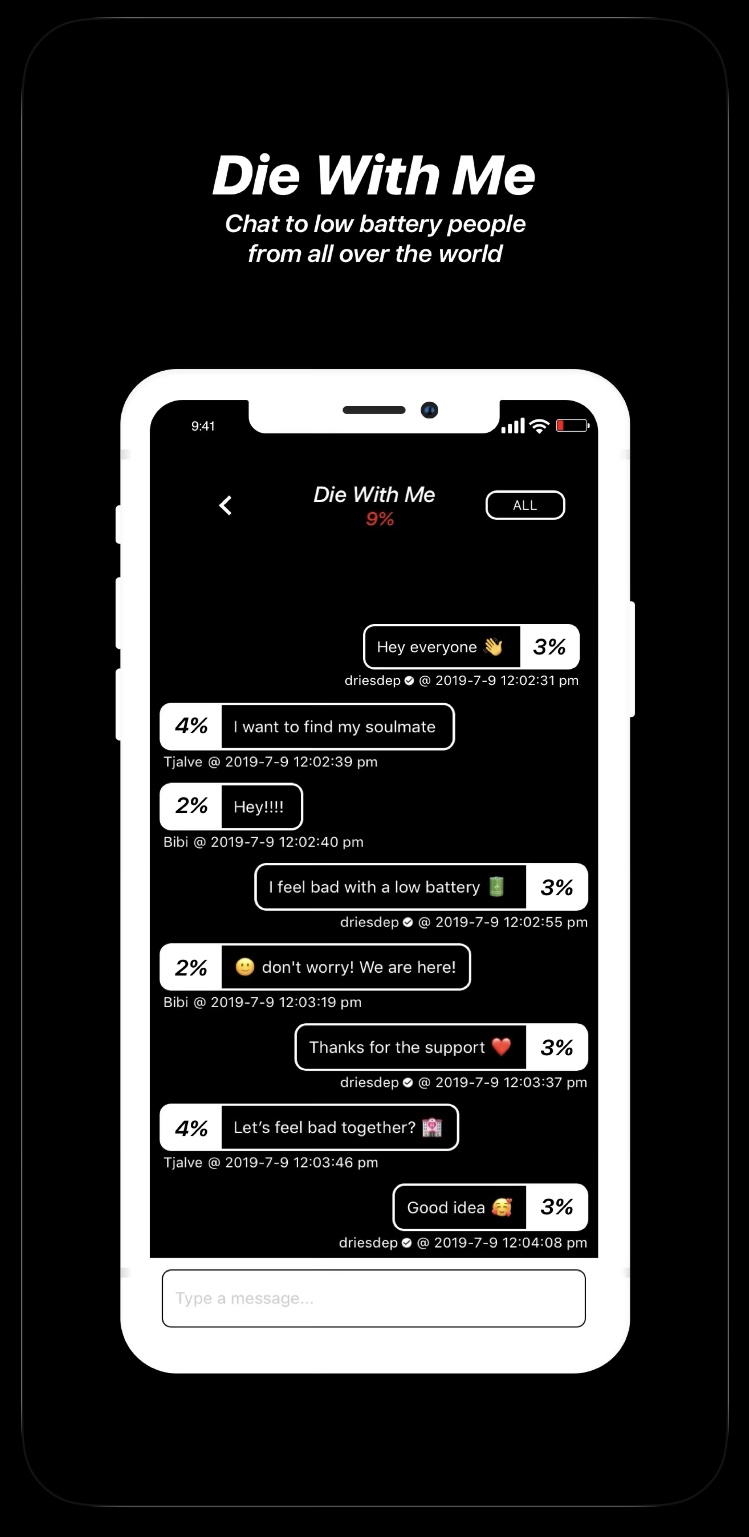 Die With Me
Chat to low battery people
from all over the world
9:41
Die With Me
9%
ALL
Hey everyone 👋 3%
driesdep @ 2019-7-9 12:02:31 pm
4% I want to find my soulmate
Tjalve @ 2019-7-9 12:02:39 pm
2% Hey!!!!
Bibi @ 2019-7-9 12:02:40 pm
I feel bad with a low battery 🔋 3%
driesdep @ 2019-7-9 12:02:55 pm
2% 🙂 don't worry! We are here!
Bibi @ 2019-7-9 12:03:19 pm
Thanks for the support ❤️ 3%
driesdep @ 2019-7-9 12:03:37 pm
4% Let’s feel bad together? 🏩
Tjalve @ 2019-7-9 12:03:46 pm
Good idea 🥰 3%
driesdep @ 2019-7-9 12:04:08 pm
Type a message...